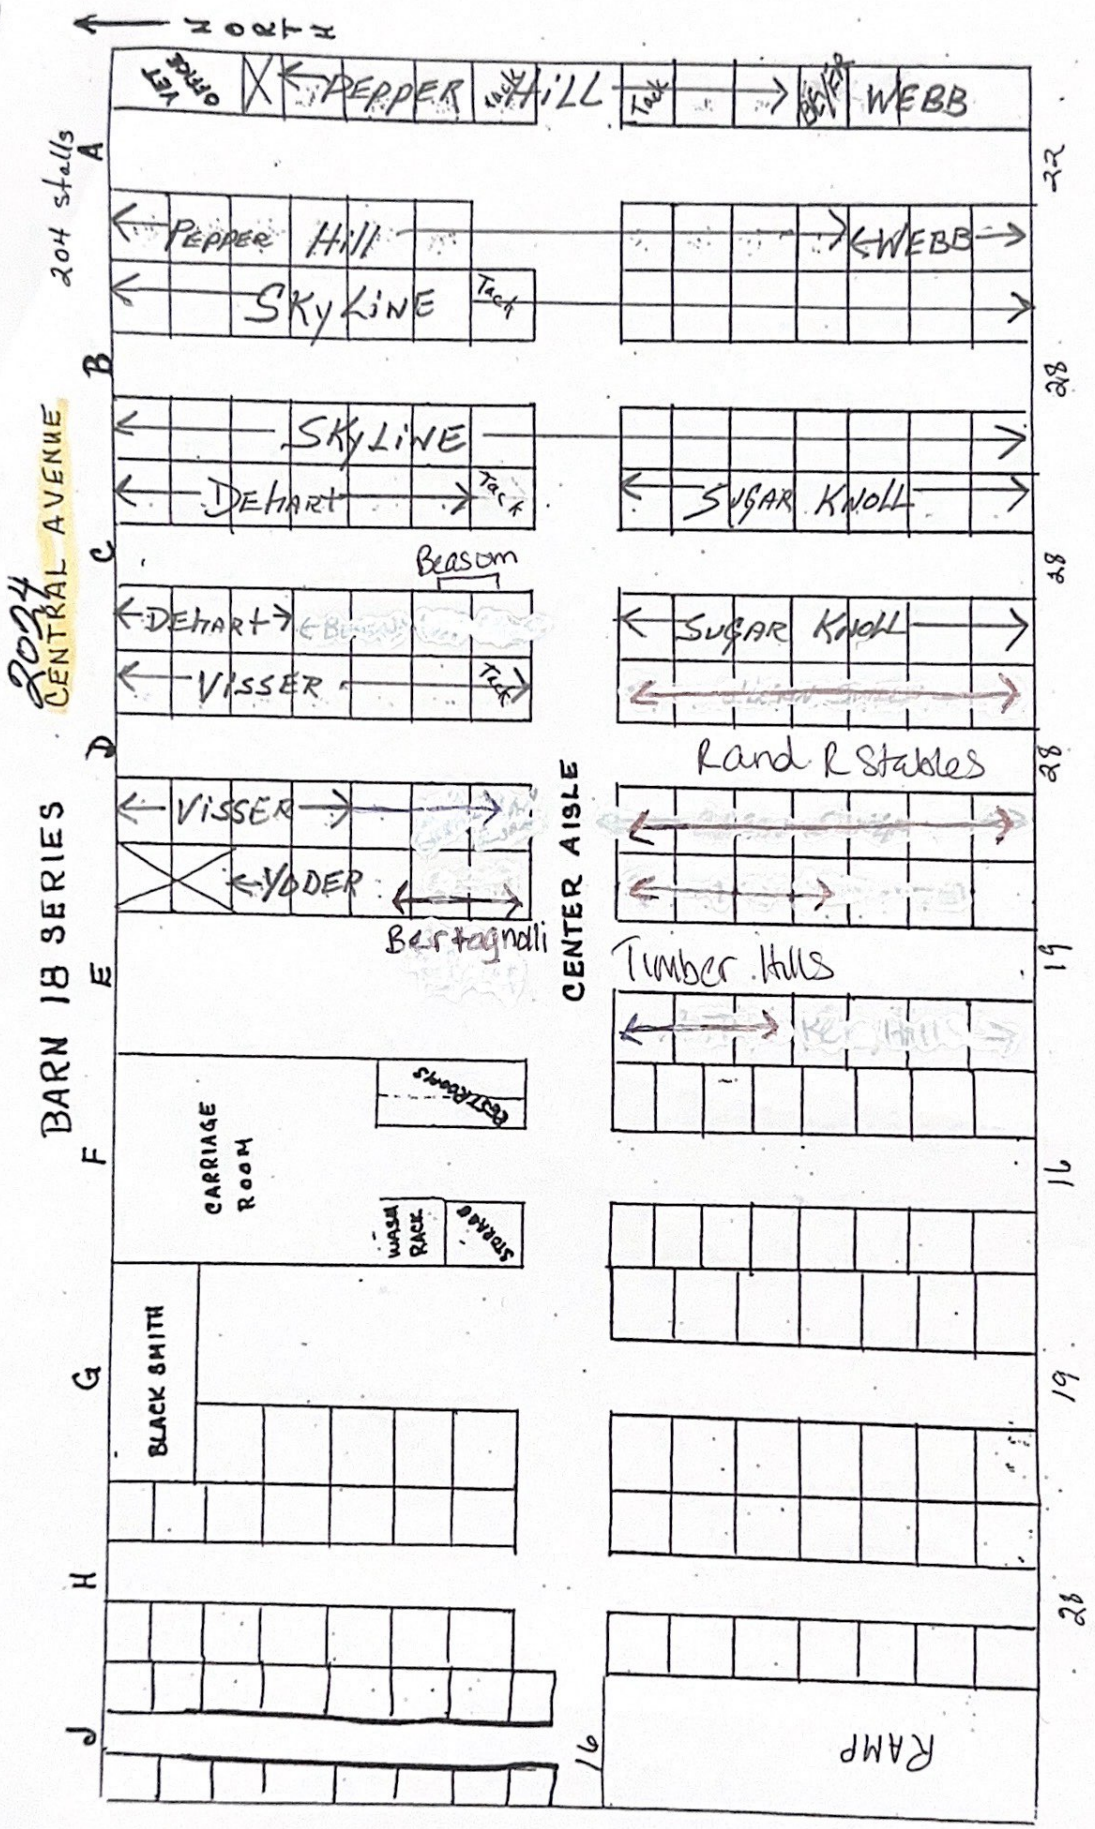 NORTH
VET OFFICE
PEPPER HILL
Tack
Tack
WEBB
204 stalls
A
22
PEPPER Hill
WEBB
SKYLINE
Tack
B
28
SKYLINE
DEHART
Tack
SUGAR KNOLL
2024
CENTRAL AVENUE
C
28
Beasom
DEHART
SUGAR KNOLL
VISSER
Tack
D
28
R and R Stables
VISSER
YODER
Bertagnolli
CENTER AISLE
BARN 18 SERIES
E
19
Timber Hills
RESTROOMS
CARRIAGE
ROOM
F
16
WASH
RACK
STORAGE
BLACK SMITH
G
19
H
28
J
16
RAMP